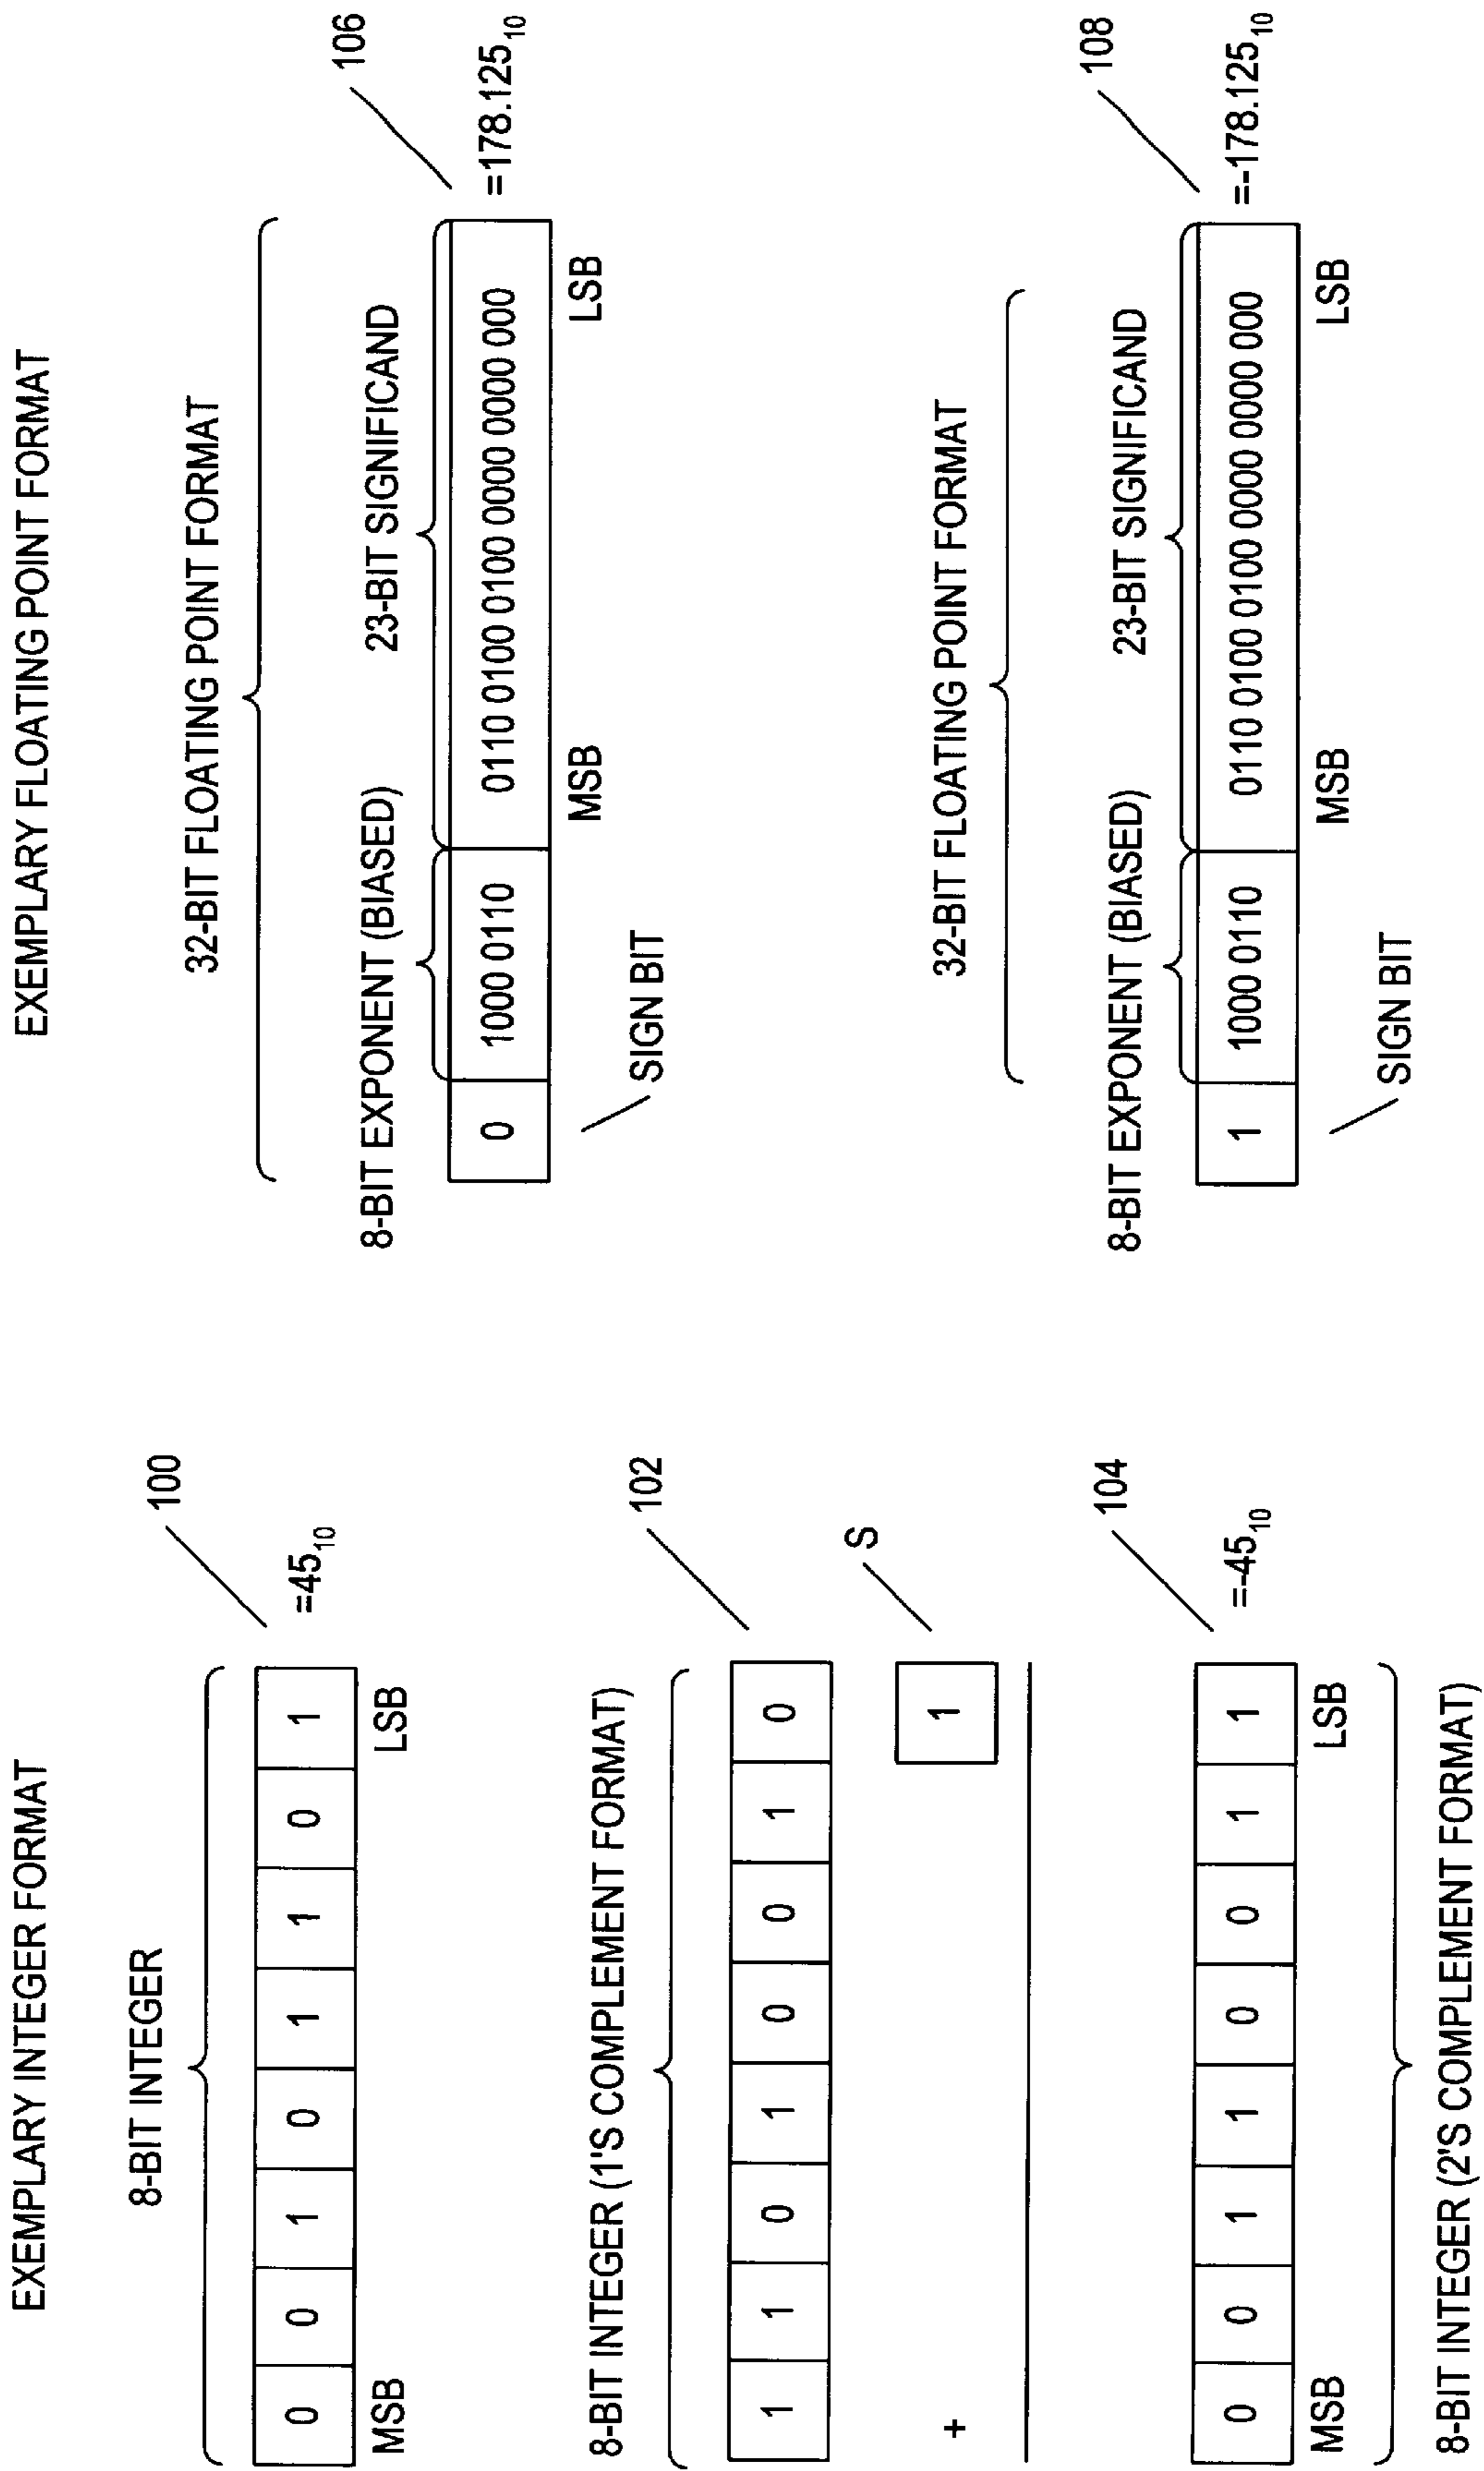 EXEMPLARY INTEGER FORMAT
8-BIT INTEGER
100
0 0 1 0 1 1 0 1
=45₁₀
MSB
LSB
8-BIT INTEGER (1'S COMPLEMENT FORMAT)
102
1 1 0 1 0 0 1 0
S
+
1
104
0 0 1 1 0 0 1 1
=-45₁₀
MSB
LSB
8-BIT INTEGER (2'S COMPLEMENT FORMAT)
EXEMPLARY FLOATING POINT FORMAT
32-BIT FLOATING POINT FORMAT
106
8-BIT EXPONENT (BIASED)
23-BIT SIGNIFICAND
0
1000 0110
0110 0100 0100 0000 0000 000
=178.125₁₀
MSB
LSB
SIGN BIT
32-BIT FLOATING POINT FORMAT
108
8-BIT EXPONENT (BIASED)
23-BIT SIGNIFICAND
1
1000 0110
0110 0100 0100 0000 0000 000
=-178.125₁₀
MSB
LSB
SIGN BIT